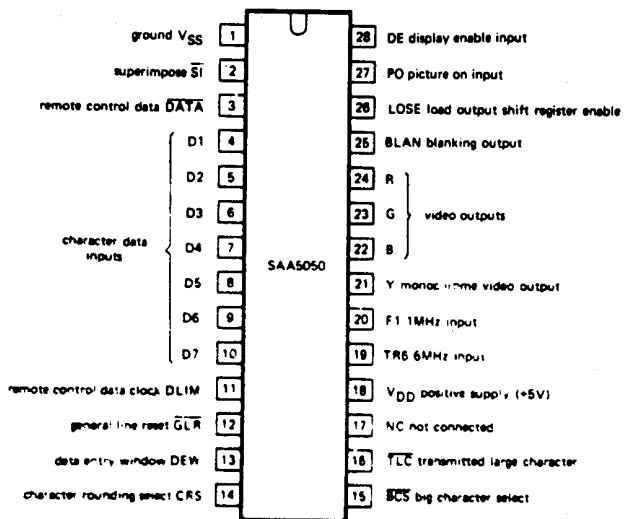 ground VSS 1
superimpose S̅I̅ 2
remote control data D̅A̅T̅A̅ 3
D1 4
D2 5
D3 6
character data inputs
D4 7
D5 8
D6 9
D7 10
remote control data clock DLIM 11
general line reset G̅L̅R̅ 12
data entry window DEW 13
character rounding select CRS 14
SAA5050
28 DE display enable input
27 PO picture on input
26 LOSE load output shift register enable
25 BLAN blanking output
24 R
23 G video outputs
22 B
21 Y monochrome video output
20 F1 1MHz input
19 TR6 6MHz input
18 VDD positive supply (+5V)
17 NC not connected
16 T̅L̅C̅ transmitted large character
15 B̅C̅S̅ big character select